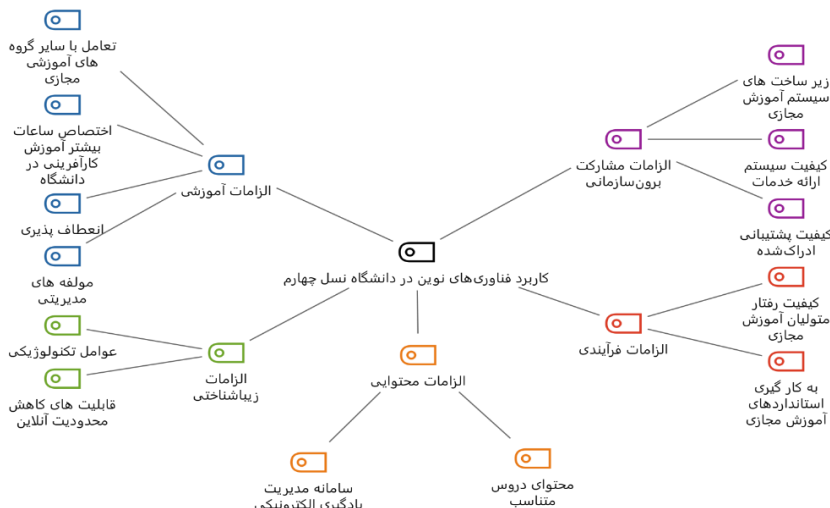 زیر ساخت های
سیستم آموزش
مجازی
کیفیت سیستم
ارائه خدمات
کیفیت پشتیبانی
ادراک‌شده
الزامات مشارکت
برون‌سازمانی
تعامل با سایر گروه
های آموزشی
مجازی
اختصاص ساعات
بیشتر آموزش
کارآفرینی در
دانشگاه
انعطاف پذیری
مولفه های
مدیریتی
الزامات آموزشی
کاربرد فناوری‌های نوین در دانشگاه نسل چهارم
کیفیت رفتار
متولیان آموزش
مجازی
به کار گیری
استانداردهای
آموزش مجازی
الزامات فرآیندی
الزامات محتوایی
محتوای دروس
متناسب
سامانه مدیریت
یادگیری الکترونیکی
الزامات
زیباشناختی
عوامل تکنولوژیکی
قابلیت های کاهش
محدودیت آنلاین